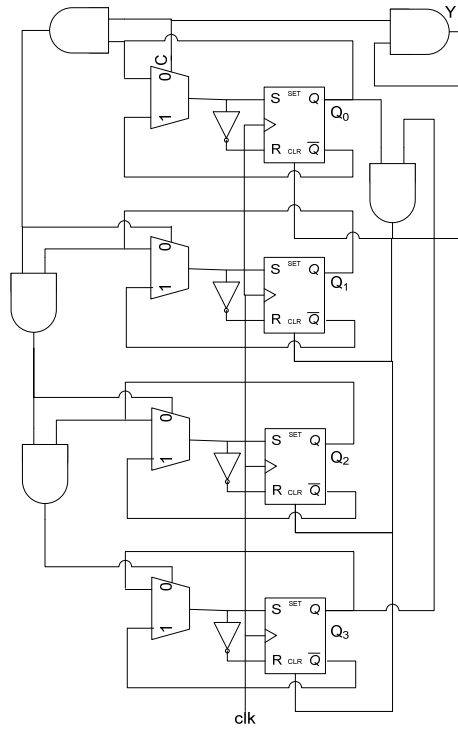 Y
C
0
1
S SET Q
Q0
R CLR Q̅
0
1
S SET Q
Q1
R CLR Q̅
0
1
S SET Q
Q2
R CLR Q̅
0
1
S SET Q
Q3
R CLR Q̅
clk